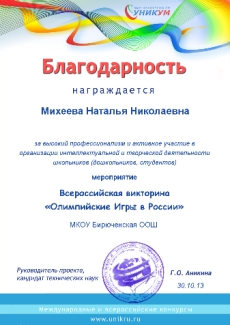 УНИКУМ
Благодарность
награждается
Михеева Наталья Николаевна
за высокий профессионализм и активное участие в
организации интеллектуальной и творческой деятельности
школьников (дошкольников, студентов)
мероприятие
Всероссийская викторина
«Олимпийские Игры в России»
МКОУ Бирюченская ООШ
Руководитель проекта,
кандидат технических наук
Г.О. Аникина
30.10.13
Международные и всероссийские конкурсы
www.unikru.ru